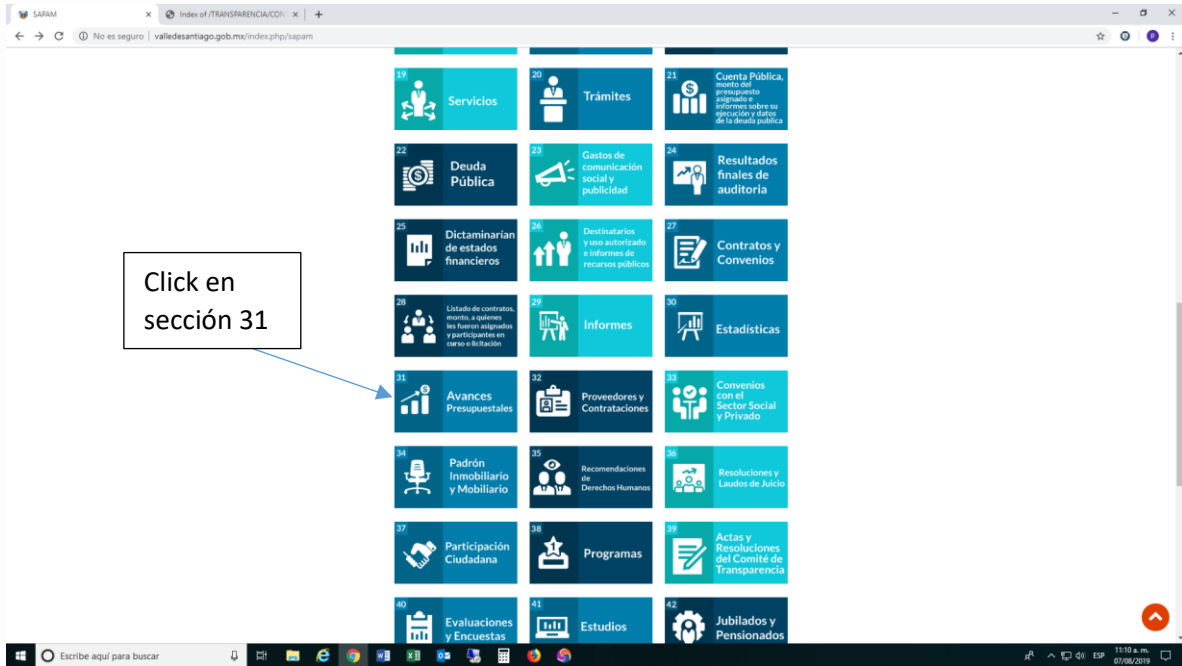 SAPAM
Index of /TRANSPARENCIA/CON
No es seguro | valledesantiago.gob.mx/index.php/sapam
19
Servicios
20
Trámites
21
Cuenta Pública,
monto del
presupuesto
asignado e
informes sobre su
ejecución y datos
de la deuda publica
22
Deuda
Pública
23
Gastos de
comunicación
social y
publicidad
24
Resultados
finales de
auditoria
25
Dictaminarían
de estados
financieros
26
Destinatarios
y uso autorizado
e informes de
recursos públicos
27
Contratos y
Convenios
Click en
sección 31
28
Listado de contratos,
monto, a quienes
les fueron asignados
y participantes en
curso o licitación
29
Informes
30
Estadísticas
31
Avances
Presupuestales
32
Proveedores y
Contrataciones
33
Convenios
con el
Sector Social
y Privado
34
Padrón
Inmobiliario
y Mobiliario
35
Recomendaciones
de
Derechos Humanos
36
Resoluciones y
Laudos de Juicio
37
Participación
Ciudadana
38
Programas
39
Actas y
Resoluciones
del Comité de
Transparencia
40
Evaluaciones
y Encuestas
41
Estudios
42
Jubilados y
Pensionados
Escribe aquí para buscar
ESP
11:10 a. m.
07/08/2019